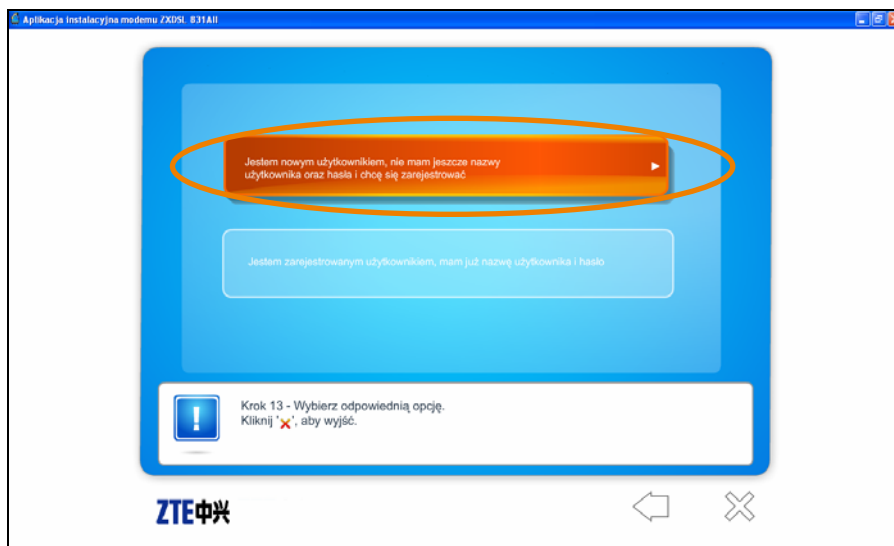 Aplikacja instalacyjna modemu ZXDSL 831AII
Jestem nowym użytkownikiem, nie mam jeszcze nazwy
użytkownika oraz hasła i chcę się zarejestrować
Jestem zarejestrowanym użytkownikiem, mam już nazwę użytkownika i hasło
Krok 13 - Wybierz odpowiednią opcję.
Kliknij '×', aby wyjść.
ZTE中兴